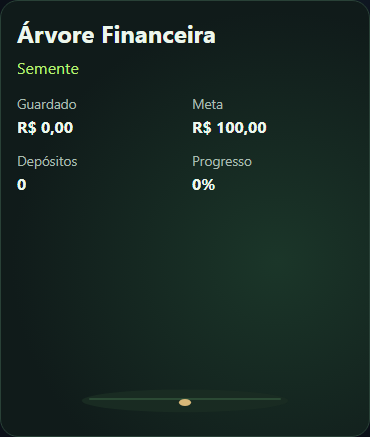 Árvore Financeira
Semente
Guardado Meta
R$ 0,00 R$ 100,00
Depósitos Progresso
0 0%